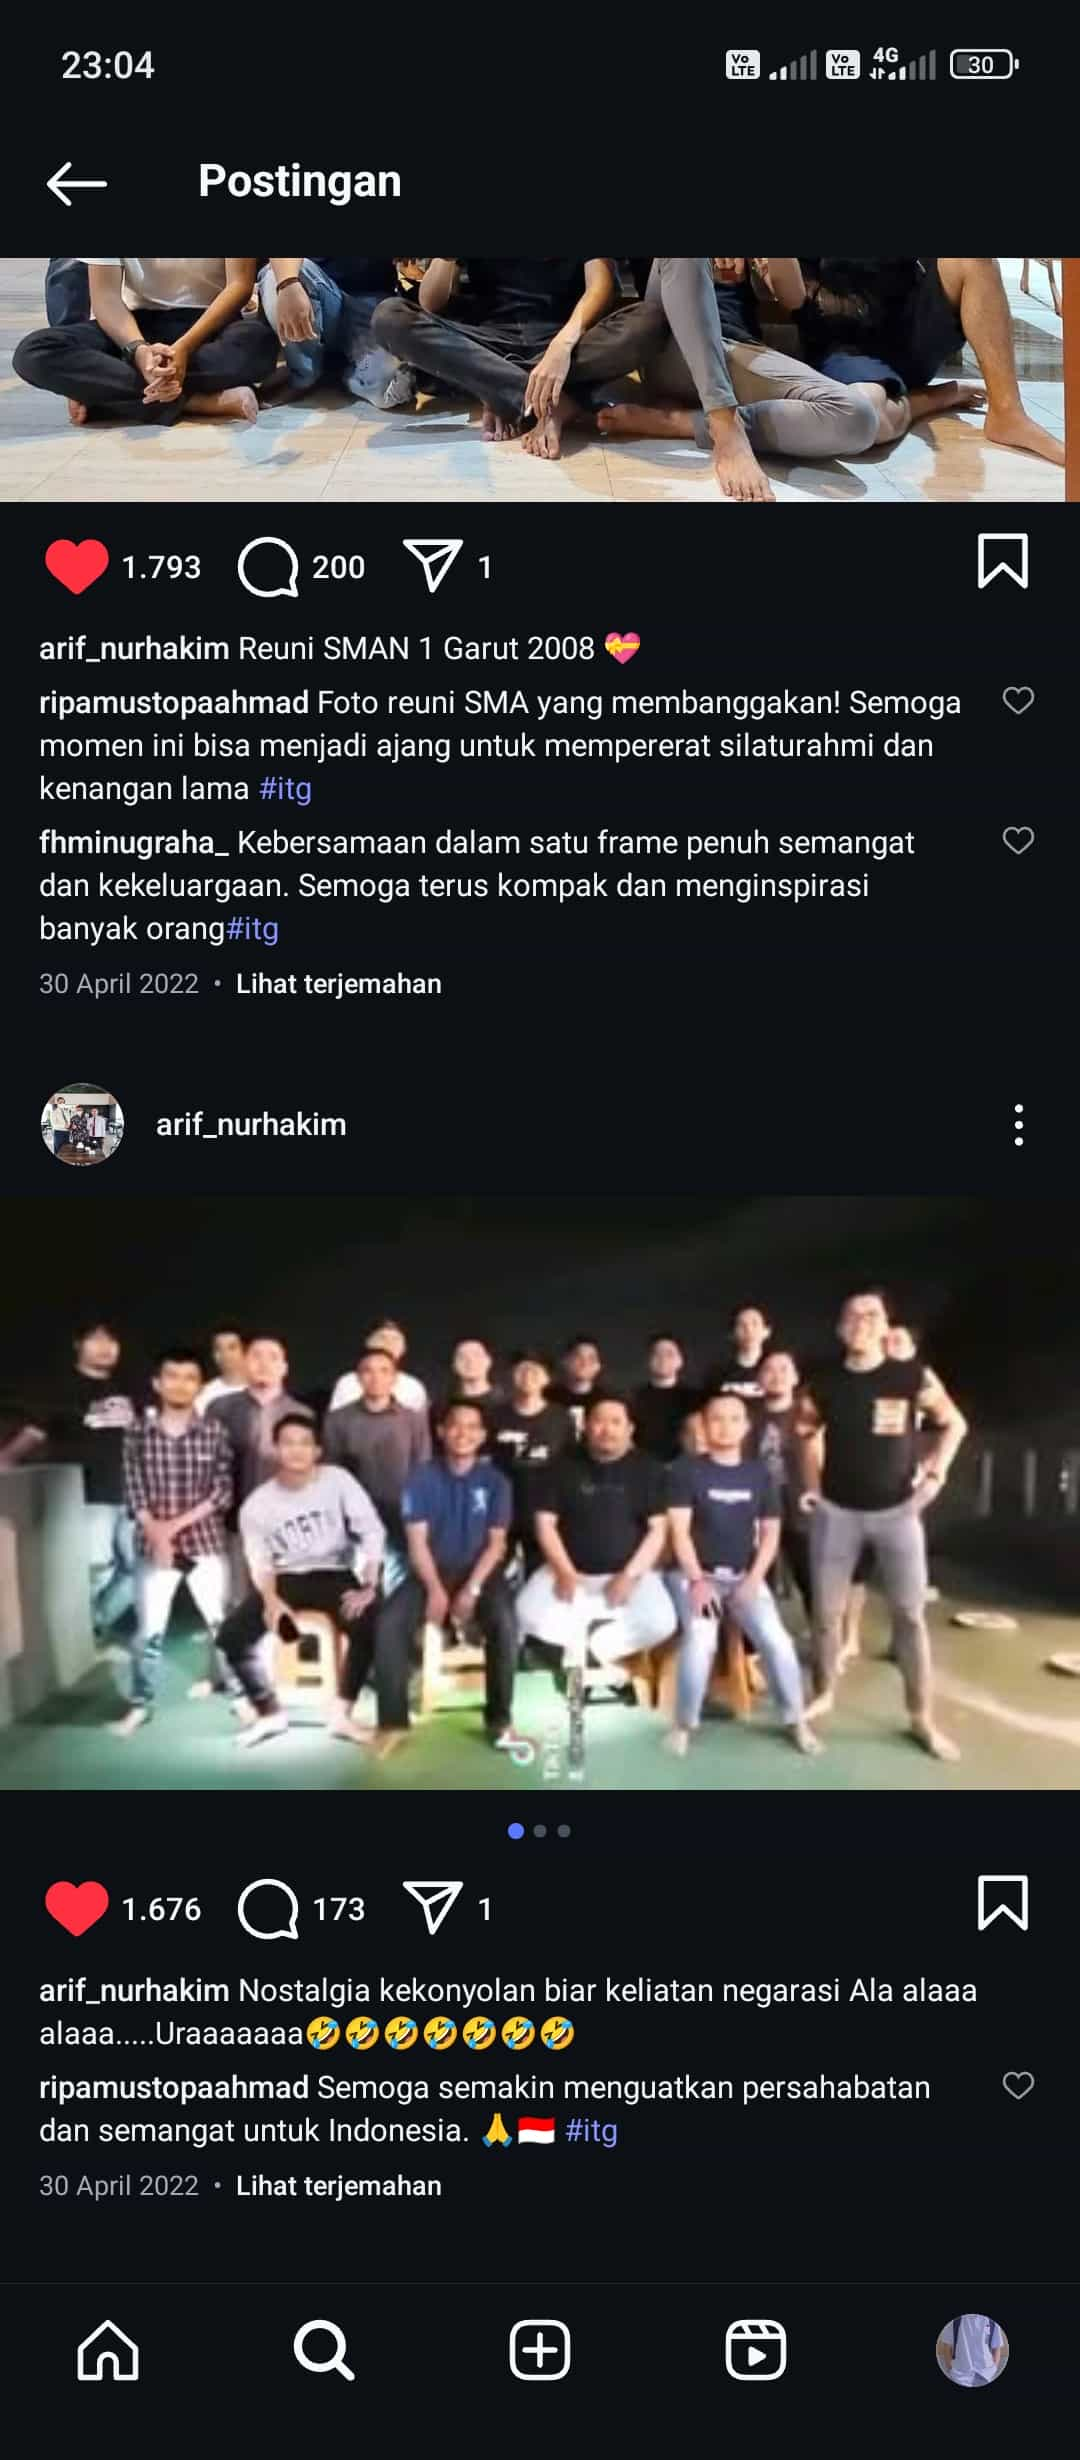 23:04
Vo LTE Vo LTE 4G 30
Postingan
1.793 200 1
arif_nurhakim Reuni SMAN 1 Garut 2008 💝
ripamustopaahmad Foto reuni SMA yang membanggakan! Semoga
momen ini bisa menjadi ajang untuk mempererat silaturahmi dan
kenangan lama #itg
fhminugraha_ Kebersamaan dalam satu frame penuh semangat
dan kekeluargaan. Semoga terus kompak dan menginspirasi
banyak orang#itg
30 April 2022 • Lihat terjemahan
arif_nurhakim
1.676 173 1
arif_nurhakim Nostalgia kekonyolan biar keliatan negarasi Ala alaaa
alaaa.....Uraaaaaaa🤣🤣🤣🤣🤣🤣🤣
ripamustopaahmad Semoga semakin menguatkan persahabatan
dan semangat untuk Indonesia. 🙏🇮🇩 #itg
30 April 2022 • Lihat terjemahan